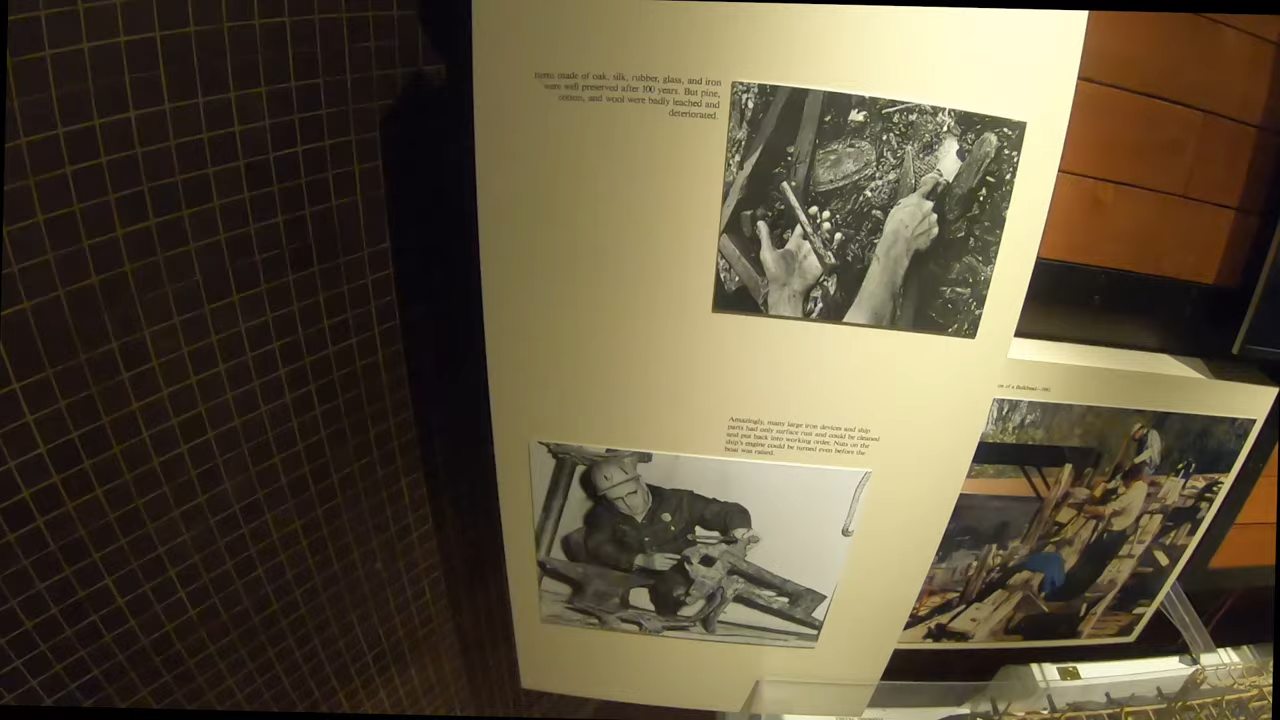 Items made of oak, silk, rubber, glass, and iron
were well preserved after 100 years. But pine,
cotton, and wool were badly leached and
deteriorated.
Amazingly, many large iron devices and ship
parts had only surface rust and could be cleaned
and put back into working order. Nuts on the
ship's engine could be turned even before the
boat was raised.
of a Bulkhead—